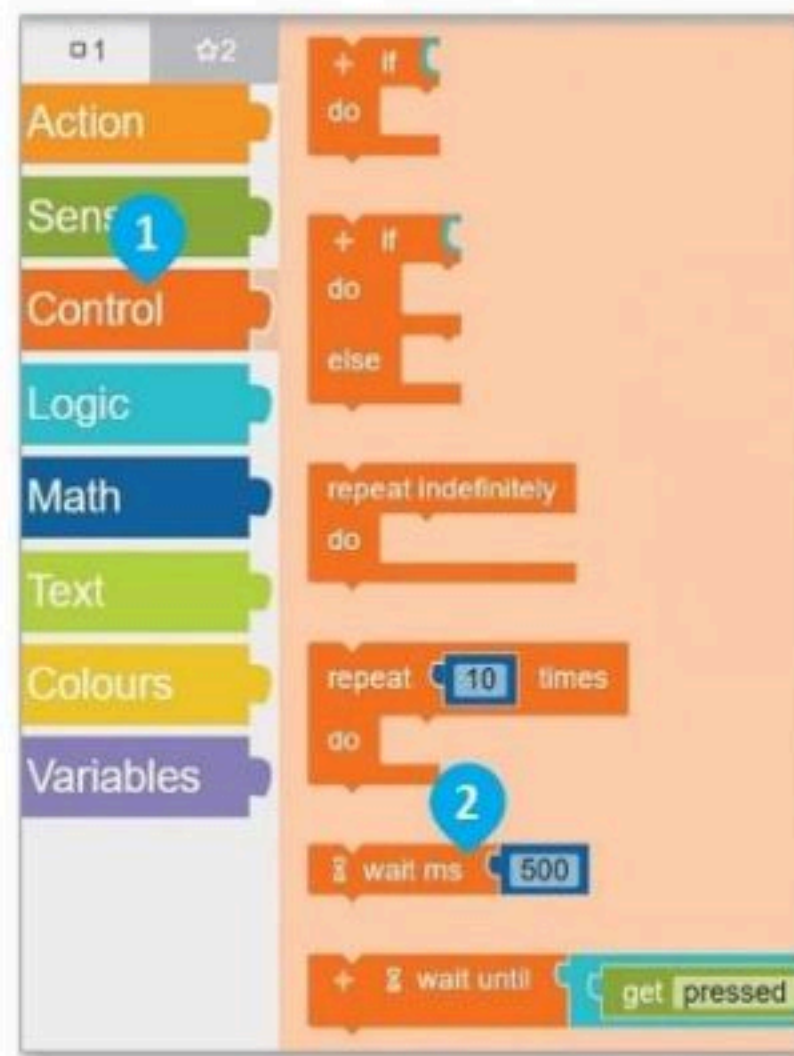 1
2
Action
Sens
1
Control
Logic
Math
Text
Colours
Variables
+ if
do
+ if
do
else
repeat indefinitely
do
repeat 10 times
do
2
wait ms 500
+ wait until get pressed